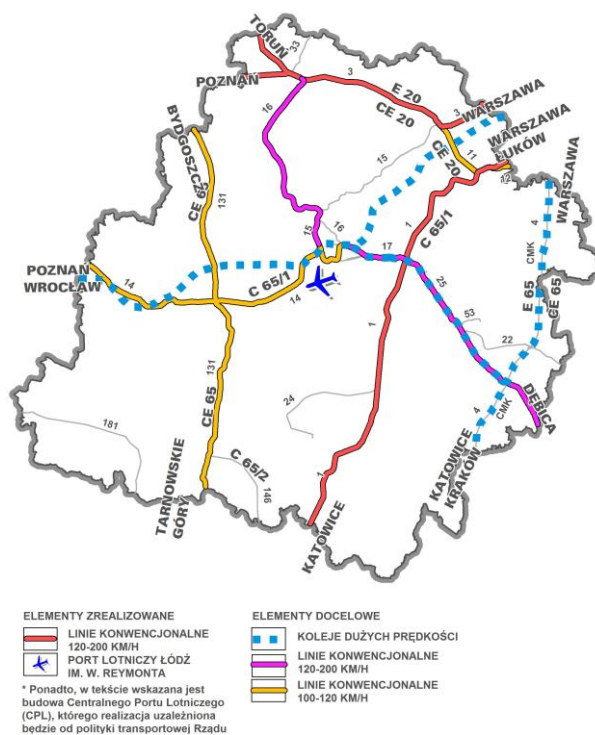 TORUŃ
33
POZNAŃ
3
E 20
CE 20
3
WARSZAWA
WARSZAWA
ŁUKÓW
CE 20
11
12
16
15
BYDGOSZCZ
CE 65
131
WARSZAWA
4
CMK
E 65
CE 65
1
C 65/1
15
16
17
25
POZNAŃ
WROCŁAW
14
C 65/1
14
53
22
1
131
CE 65
24
DĘBICA
CMK
4
KATOWICE
KRAKÓW
181
C 65/2
146
1
TARNOWSKIE
GÓRY
KATOWICE
ELEMENTY ZREALIZOWANE
LINIE KONWENCJONALNE
120-200 KM/H
PORT LOTNICZY ŁÓDŹ
IM. W. REYMONTA
* Ponadto, w tekście wskazana jest
budowa Centralnego Portu Lotniczego
(CPL), którego realizacja uzależniona
będzie od polityki transportowej Rządu
ELEMENTY DOCELOWE
KOLEJE DUŻYCH PRĘDKOŚCI
LINIE KONWENCJONALNE
120-200 KM/H
LINIE KONWENCJONALNE
100-120 KM/H